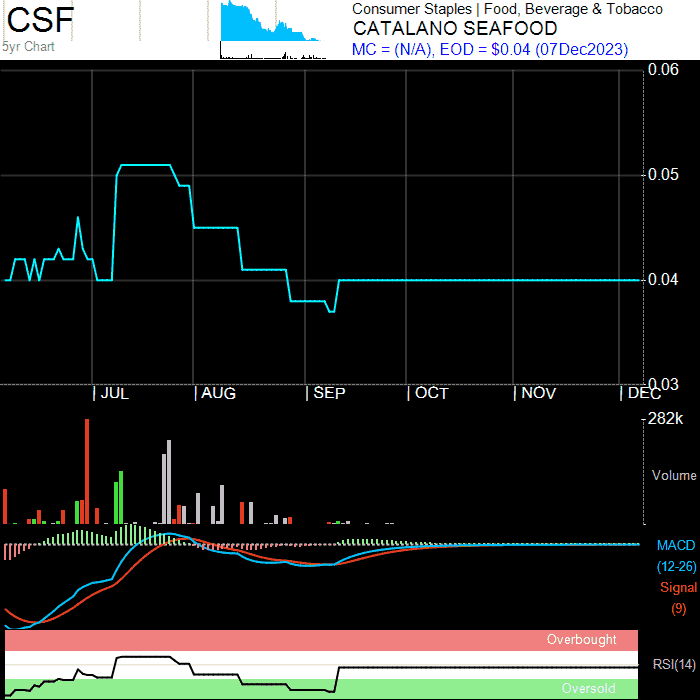 CSF
5yr Chart
Consumer Staples | Food, Beverage & Tobacco
CATALANO SEAFOOD
MC = (N/A), EOD = $0.04 (07Dec2023)
0.06
0.05
0.04
0.03
| JUL | AUG | SEP | OCT | NOV | DEC
282k
Volume
MACD
(12-26)
Signal
(9)
Overbought
RSI(14)
Oversold